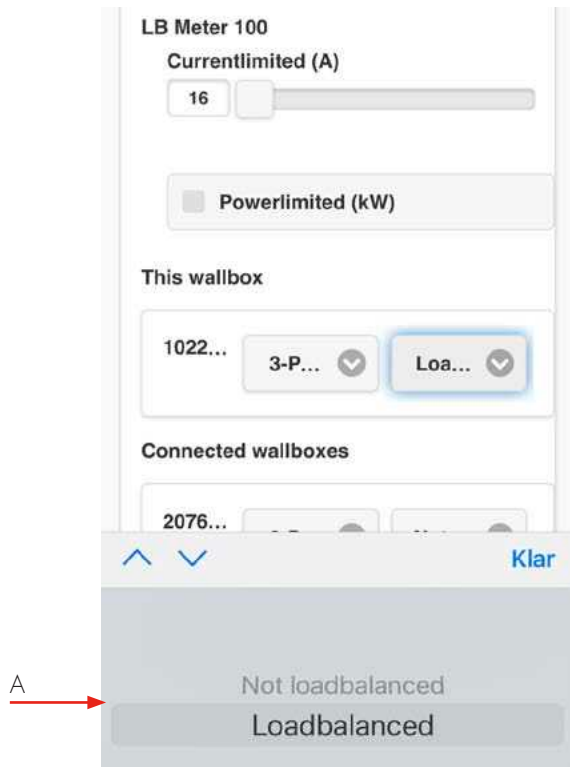 LB Meter 100
Currentlimited (A)
16
Powerlimited (kW)
This wallbox
1022... 3-P... Loa...
Connected wallboxes
2076...
Klar
A
Not loadbalanced
Loadbalanced